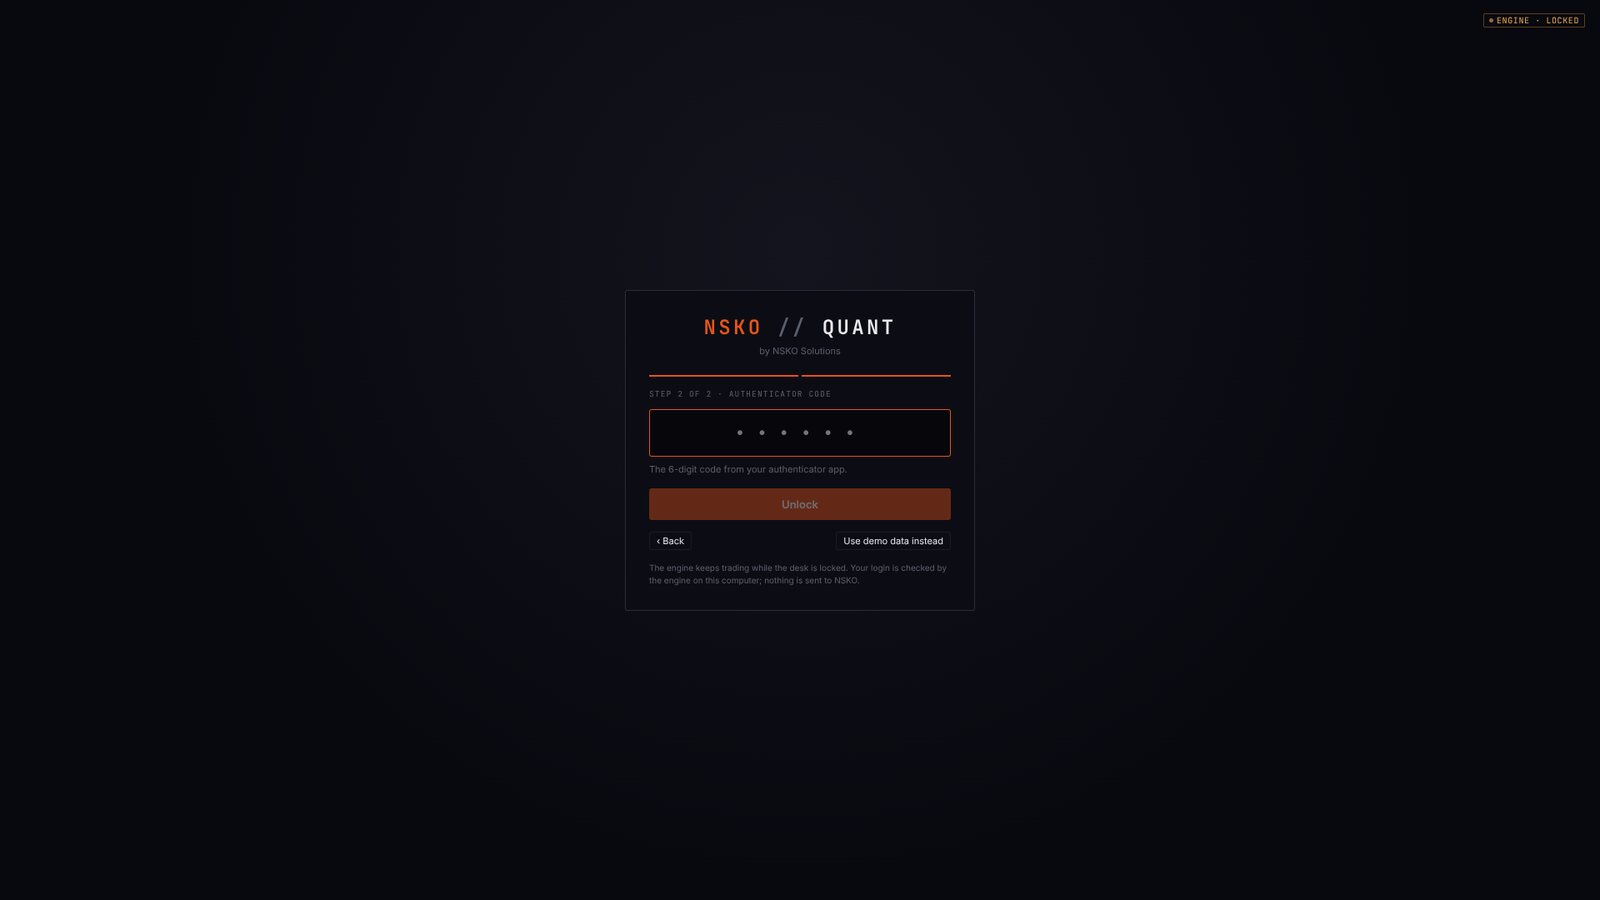 ENGINE · LOCKED
NSKO // QUANT
by NSKO Solutions
STEP 2 OF 2 · AUTHENTICATOR CODE
• • • • • •
The 6-digit code from your authenticator app.
Unlock
‹ Back
Use demo data instead
The engine keeps trading while the desk is locked. Your login is checked by
the engine on this computer; nothing is sent to NSKO.